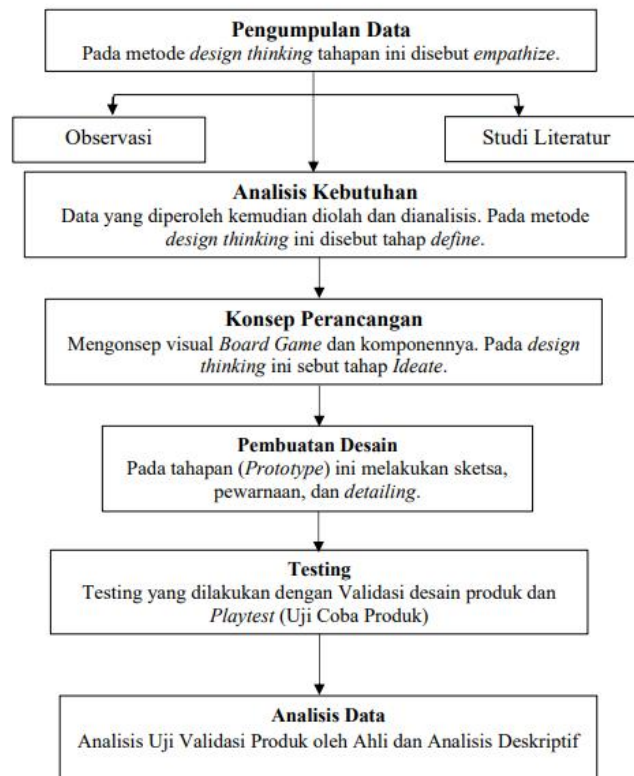 Pengumpulan Data
Pada metode design thinking tahapan ini disebut empathize.
Observasi
Studi Literatur
Analisis Kebutuhan
Data yang diperoleh kemudian diolah dan dianalisis. Pada metode
design thinking ini disebut tahap define.
Konsep Perancangan
Mengonsep visual Board Game dan komponennya. Pada design
thinking ini sebut tahap Ideate.
Pembuatan Desain
Pada tahapan (Prototype) ini melakukan sketsa,
pewarnaan, dan detailing.
Testing
Testing yang dilakukan dengan Validasi desain produk dan
Playtest (Uji Coba Produk)
Analisis Data
Analisis Uji Validasi Produk oleh Ahli dan Analisis Deskriptif